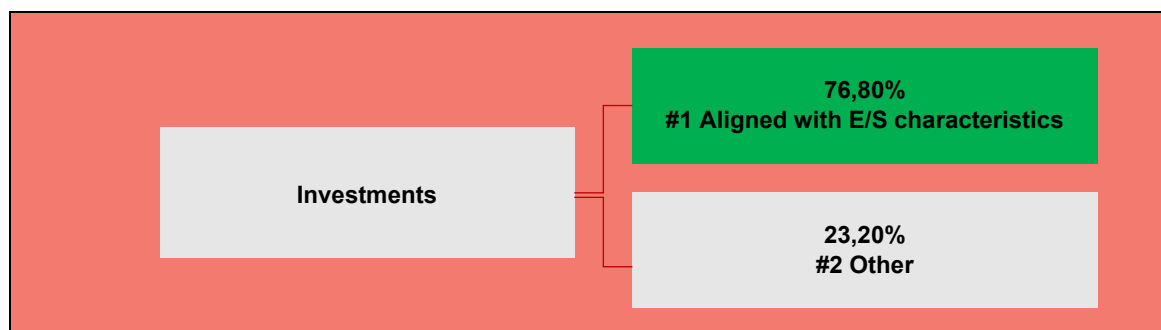 Investments
76,80%
#1 Aligned with E/S characteristics
23,20%
#2 Other